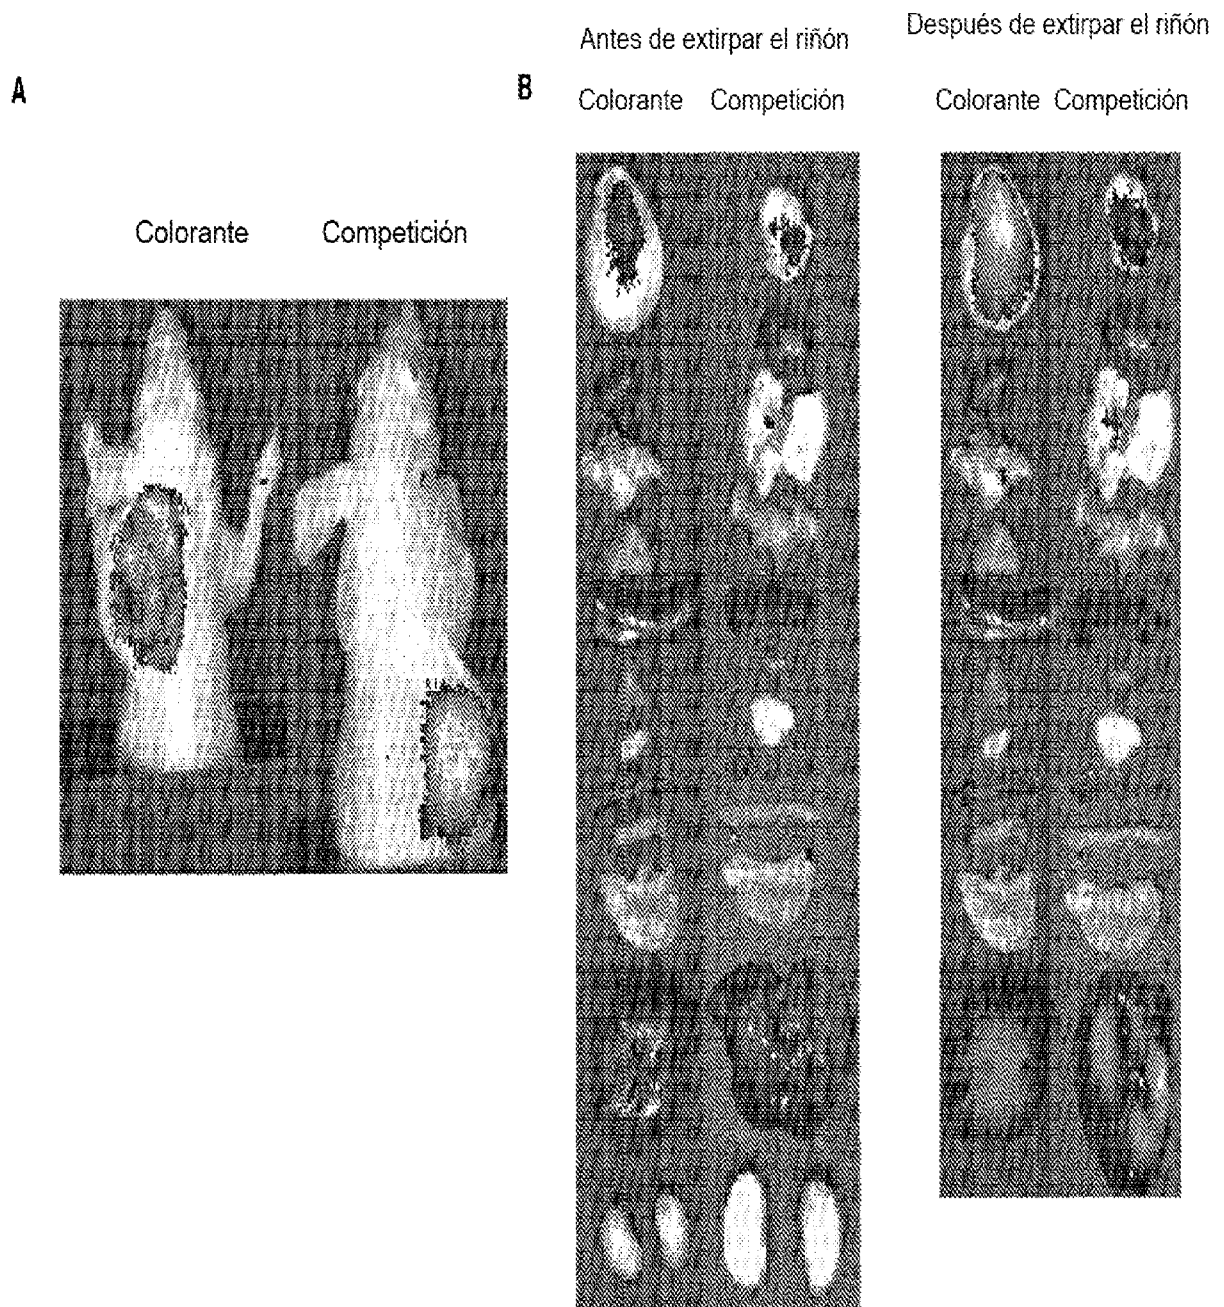 Antes de extirpar el riñón
Después de extirpar el riñón
A
B
Colorante Competición
Colorante Competición
Colorante Competición